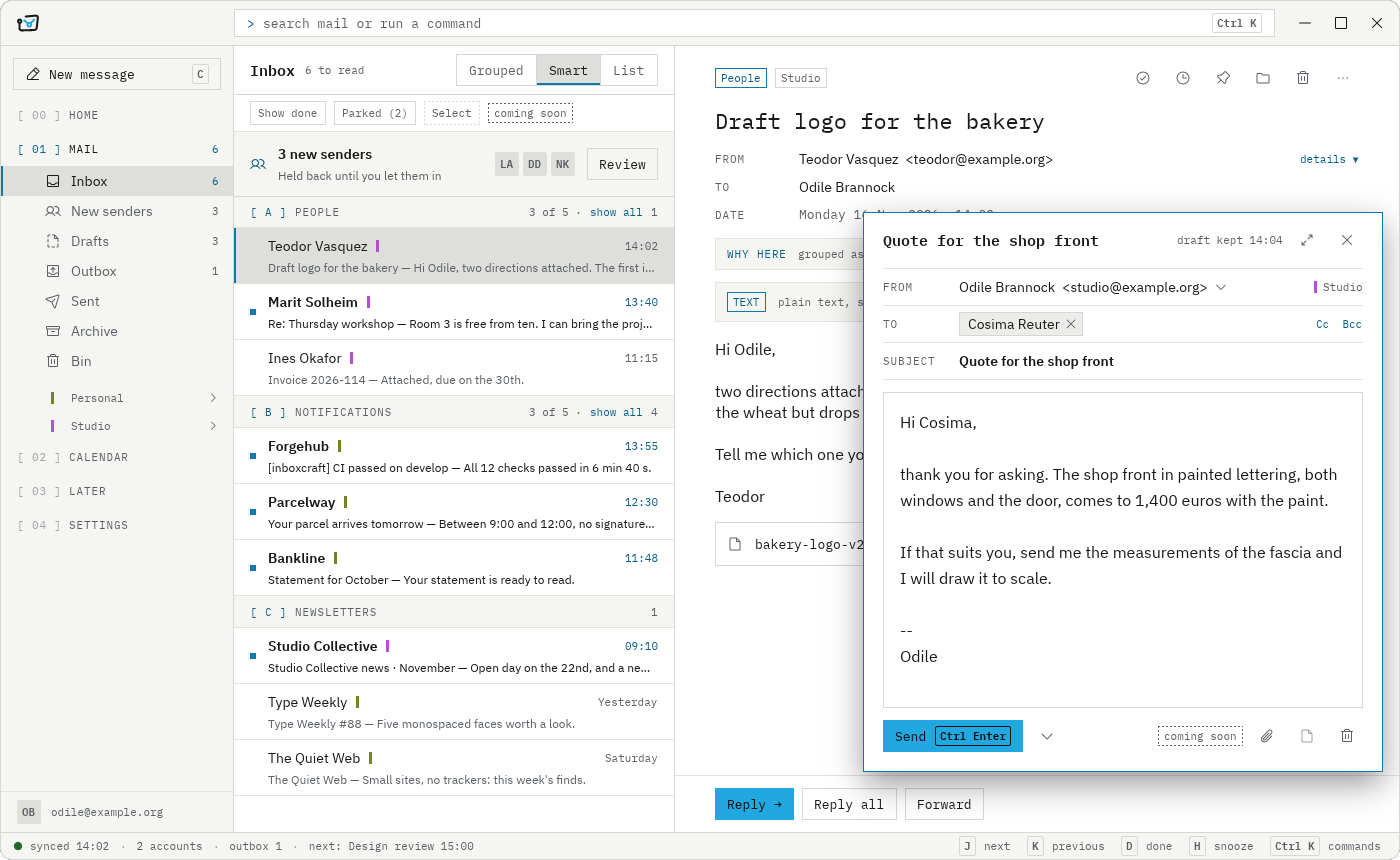 > search mail or run a command Ctrl K
New message C
[ 00 ] HOME
[ 01 ] MAIL 6
Inbox 6
New senders 3
Drafts 3
Outbox 1
Sent
Archive
Bin
Personal
Studio
[ 02 ] CALENDAR
[ 03 ] LATER
[ 04 ] SETTINGS
OB odile@example.org
Inbox 6 to read Grouped Smart List
Show done Parked (2) Select coming soon
3 new senders
Held back until you let them in
LA DD NK Review
[ A ] PEOPLE 3 of 5 · show all 1
Teodor Vasquez 14:02
Draft logo for the bakery — Hi Odile, two directions attached. The first i…
Marit Solheim 13:40
Re: Thursday workshop — Room 3 is free from ten. I can bring the proj…
Ines Okafor 11:15
Invoice 2026-114 — Attached, due on the 30th.
[ B ] NOTIFICATIONS 3 of 5 · show all 4
Forgehub 13:55
[inboxcraft] CI passed on develop — All 12 checks passed in 6 min 40 s.
Parcelway 12:30
Your parcel arrives tomorrow — Between 9:00 and 12:00, no signature…
Bankline 11:48
Statement for October — Your statement is ready to read.
[ C ] NEWSLETTERS 1
Studio Collective 09:10
Studio Collective news · November — Open day on the 22nd, and a ne…
Type Weekly Yesterday
Type Weekly #88 — Five monospaced faces worth a look.
The Quiet Web Saturday
The Quiet Web — Small sites, no trackers: this week's finds.
People Studio
Draft logo for the bakery
FROM Teodor Vasquez <teodor@example.org> details ▾
TO Odile Brannock
DATE Monday
WHY HERE grouped as
TEXT plain text,
Hi Odile,
two directions attach
the wheat but drops
Tell me which one yo
Teodor
bakery-logo-v2
Reply → Reply all Forward
Quote for the shop front draft kept 14:04
FROM Odile Brannock <studio@example.org> Studio
TO Cosima Reuter Cc Bcc
SUBJECT Quote for the shop front
Hi Cosima,
thank you for asking. The shop front in painted lettering, both
windows and the door, comes to 1,400 euros with the paint.
If that suits you, send me the measurements of the fascia and
I will draw it to scale.
--
Odile
Send Ctrl Enter coming soon
synced 14:02 · 2 accounts · outbox 1 · next: Design review 15:00
J next K previous D done H snooze Ctrl K commands